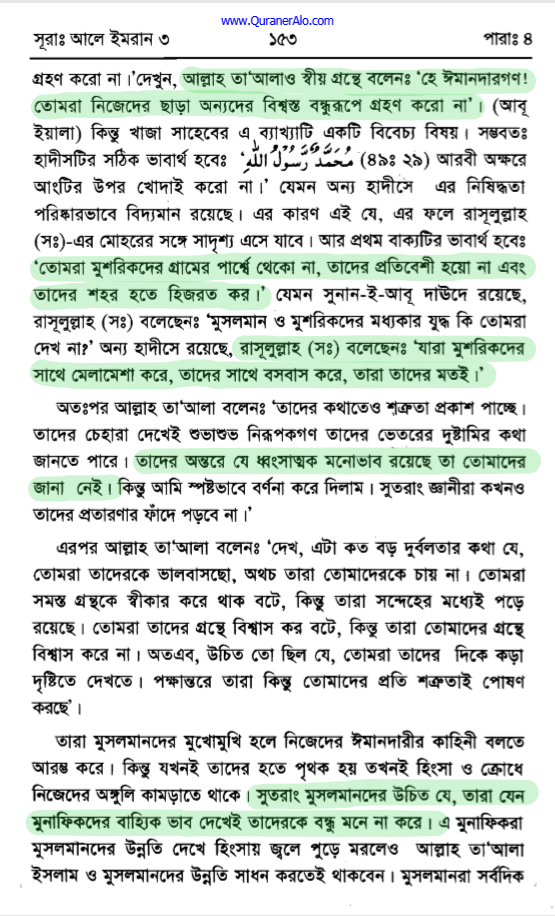 www.QuranerAlo.com
সূরাঃ আলে ইমরান ৩ ১৫৩ পারাঃ ৪
গ্রহণ করো না।’ দেখুন, আল্লাহ তা‘আলাও স্বীয় গ্রন্থে বলেনঃ ‘হে ঈমানদারগণ!
তোমরা নিজেদের ছাড়া অন্যদের বিশ্বস্ত বন্ধুরূপে গ্রহণ করো না’। (আবূ
ইয়ালা) কিন্তু খাজা সাহেবের এ ব্যাখ্যাটি একটি বিবেচ্য বিষয়। সম্ভবতঃ
হাদীসটির সঠিক ভাবার্থ হবেঃ ‘مُحَمَّدٌ رَّسُوْلُ اللّٰهِ (৪৯ঃ ২৯) আরবী অক্ষরে
আংটির উপর খোদাই করো না।’ যেমন অন্য হাদীসে এর নিষিদ্ধতা
পরিষ্কারভাবে বিদ্যমান রয়েছে। এর কারণ এই যে, এর ফলে রাসূলুল্লাহ
(সঃ)-এর মোহরের সঙ্গে সাদৃশ্য এসে যাবে। আর প্রথম বাক্যটির ভাবার্থ হবেঃ
‘তোমরা মুশরিকদের গ্রামের পার্শ্বে থেকো না, তাদের প্রতিবেশী হয়ো না এবং
তাদের শহর হতে হিজরত কর।’ যেমন সুনান-ই-আবূ দাউদে রয়েছে,
রাসূলুল্লাহ (সঃ) বলেছেনঃ ‘মুসলমান ও মুশরিকদের মধ্যকার যুদ্ধ কি তোমরা
দেখ না?’ অন্য হাদীসে রয়েছে, রাসূলুল্লাহ (সঃ) বলেছেনঃ ‘যারা মুশরিকদের
সাথে মেলামেশা করে, তাদের সাথে বসবাস করে, তারা তাদের মতই।’
অতঃপর আল্লাহ তা‘আলা বলেনঃ ‘তাদের কথাতেও শত্রুতা প্রকাশ পাচ্ছে।
তাদের চেহারা দেখেই শুভাশুভ নিরূপকগণ তাদের ভেতরের দুষ্টামির কথা
জানতে পারে। তাদের অন্তরে যে ধ্বংসাত্মক মনোভাব রয়েছে তা তোমাদের
জানা নেই। কিন্তু আমি স্পষ্টভাবে বর্ণনা করে দিলাম। সুতরাং জ্ঞানীরা কখনও
তাদের প্রতারণার ফাঁদে পড়বে না।’
এরপর আল্লাহ তা‘আলা বলেনঃ ‘দেখ, এটা কত বড় দুর্বলতার কথা যে,
তোমরা তাদেরকে ভালবাসছো, অথচ তারা তোমাদেরকে চায় না। তোমরা
সমস্ত গ্রন্থকে স্বীকার করে থাক বটে, কিন্তু তারা সন্দেহের মধ্যেই পড়ে
রয়েছে। তোমরা তাদের গ্রন্থে বিশ্বাস কর বটে, কিন্তু তারা তোমাদের গ্রন্থে
বিশ্বাস করে না। অতএব, উচিত তো ছিল যে, তোমরা তাদের দিকে কড়া
দৃষ্টিতে দেখতে। পক্ষান্তরে তারা কিন্তু তোমাদের প্রতি শত্রুতাই পোষণ
করছে’।
তারা মুসলমানদের মুখোমুখি হলে নিজেদের ঈমানদারীর কাহিনী বলতে
আরম্ভ করে। কিন্তু যখনই তাদের হতে পৃথক হয় তখনই হিংসা ও ক্রোধে
নিজেদের অঙ্গুলি কামড়াতে থাকে। সুতরাং মুসলমানদের উচিত যে, তারা যেন
মুনাফিকদের বাহ্যিক ভাব দেখেই তাদেরকে বন্ধু মনে না করে। এ মুনাফিকরা
মুসলমানদের উন্নতি দেখে হিংসায় জ্বলে পুড়ে মরলেও আল্লাহ তা‘আলা
ইসলাম ও মুসলমানদের উন্নতি সাধন করতেই থাকবেন। মুসলমানরা সর্বদিক